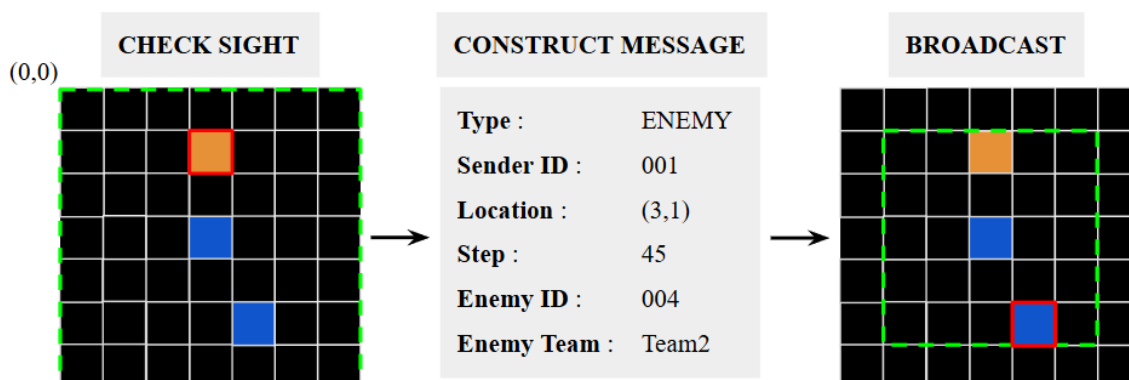 CHECK SIGHT
CONSTRUCT MESSAGE
BROADCAST
(0,0)
Type : ENEMY
Sender ID : 001
Location : (3,1)
Step : 45
Enemy ID : 004
Enemy Team : Team2